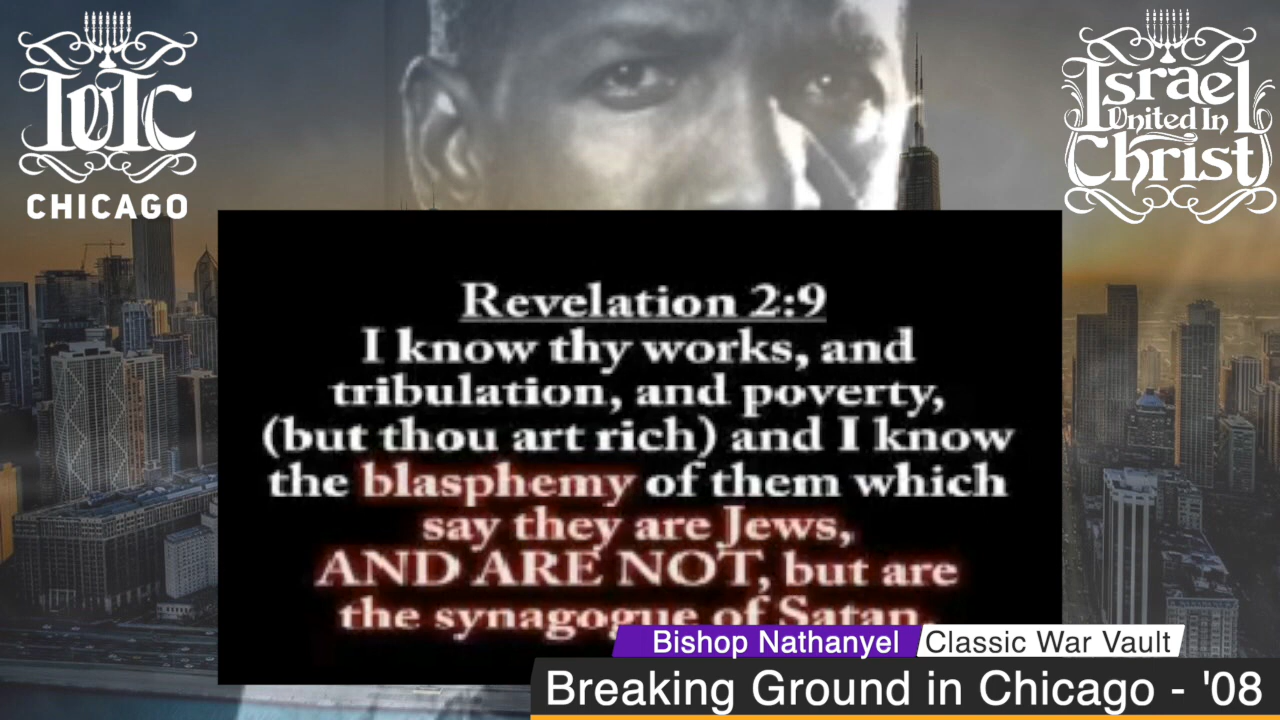 IUIC
CHICAGO
Israel
United In
Christ
Revelation 2:9
I know thy works, and
tribulation, and poverty,
(but thou art rich) and I know
the blasphemy of them which
say they are Jews,
AND ARE NOT, but are
the synagogue of Satan.
Bishop Nathanyel Classic War Vault
Breaking Ground in Chicago - '08